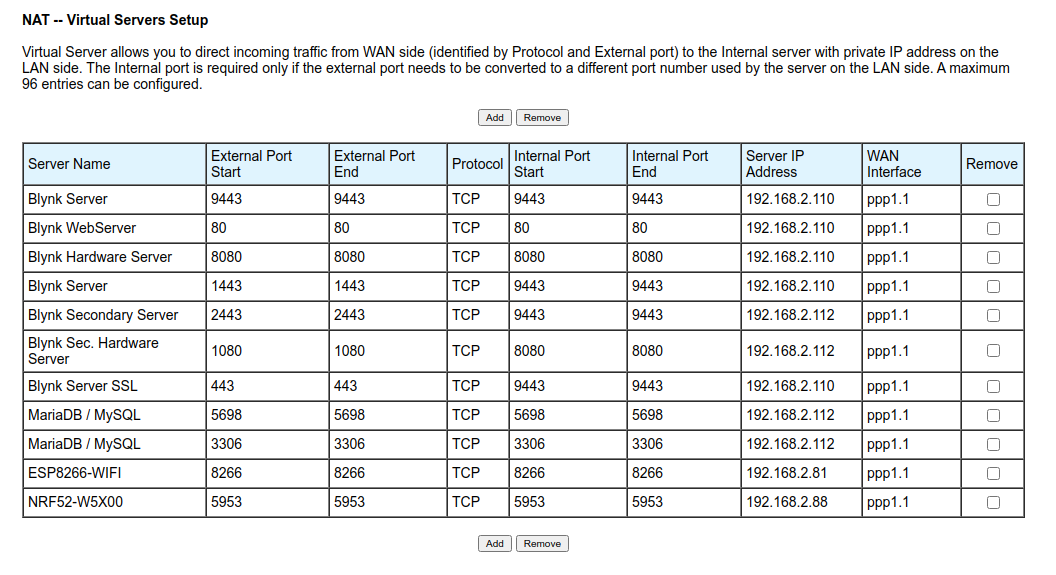 NAT -- Virtual Servers Setup
Virtual Server allows you to direct incoming traffic from WAN side (identified by Protocol and External port) to the Internal server with private IP address on the
LAN side. The Internal port is required only if the external port needs to be converted to a different port number used by the server on the LAN side. A maximum
96 entries can be configured.
Add Remove
Server Name External Port Start External Port End Protocol Internal Port Start Internal Port End Server IP Address WAN Interface Remove
Blynk Server 9443 9443 TCP 9443 9443 192.168.2.110 ppp1.1
Blynk WebServer 80 80 TCP 80 80 192.168.2.110 ppp1.1
Blynk Hardware Server 8080 8080 TCP 8080 8080 192.168.2.110 ppp1.1
Blynk Server 1443 1443 TCP 9443 9443 192.168.2.110 ppp1.1
Blynk Secondary Server 2443 2443 TCP 9443 9443 192.168.2.112 ppp1.1
Blynk Sec. Hardware Server 1080 1080 TCP 8080 8080 192.168.2.112 ppp1.1
Blynk Server SSL 443 443 TCP 9443 9443 192.168.2.110 ppp1.1
MariaDB / MySQL 5698 5698 TCP 5698 5698 192.168.2.112 ppp1.1
MariaDB / MySQL 3306 3306 TCP 3306 3306 192.168.2.112 ppp1.1
ESP8266-WIFI 8266 8266 TCP 8266 8266 192.168.2.81 ppp1.1
NRF52-W5X00 5953 5953 TCP 5953 5953 192.168.2.88 ppp1.1
Add Remove